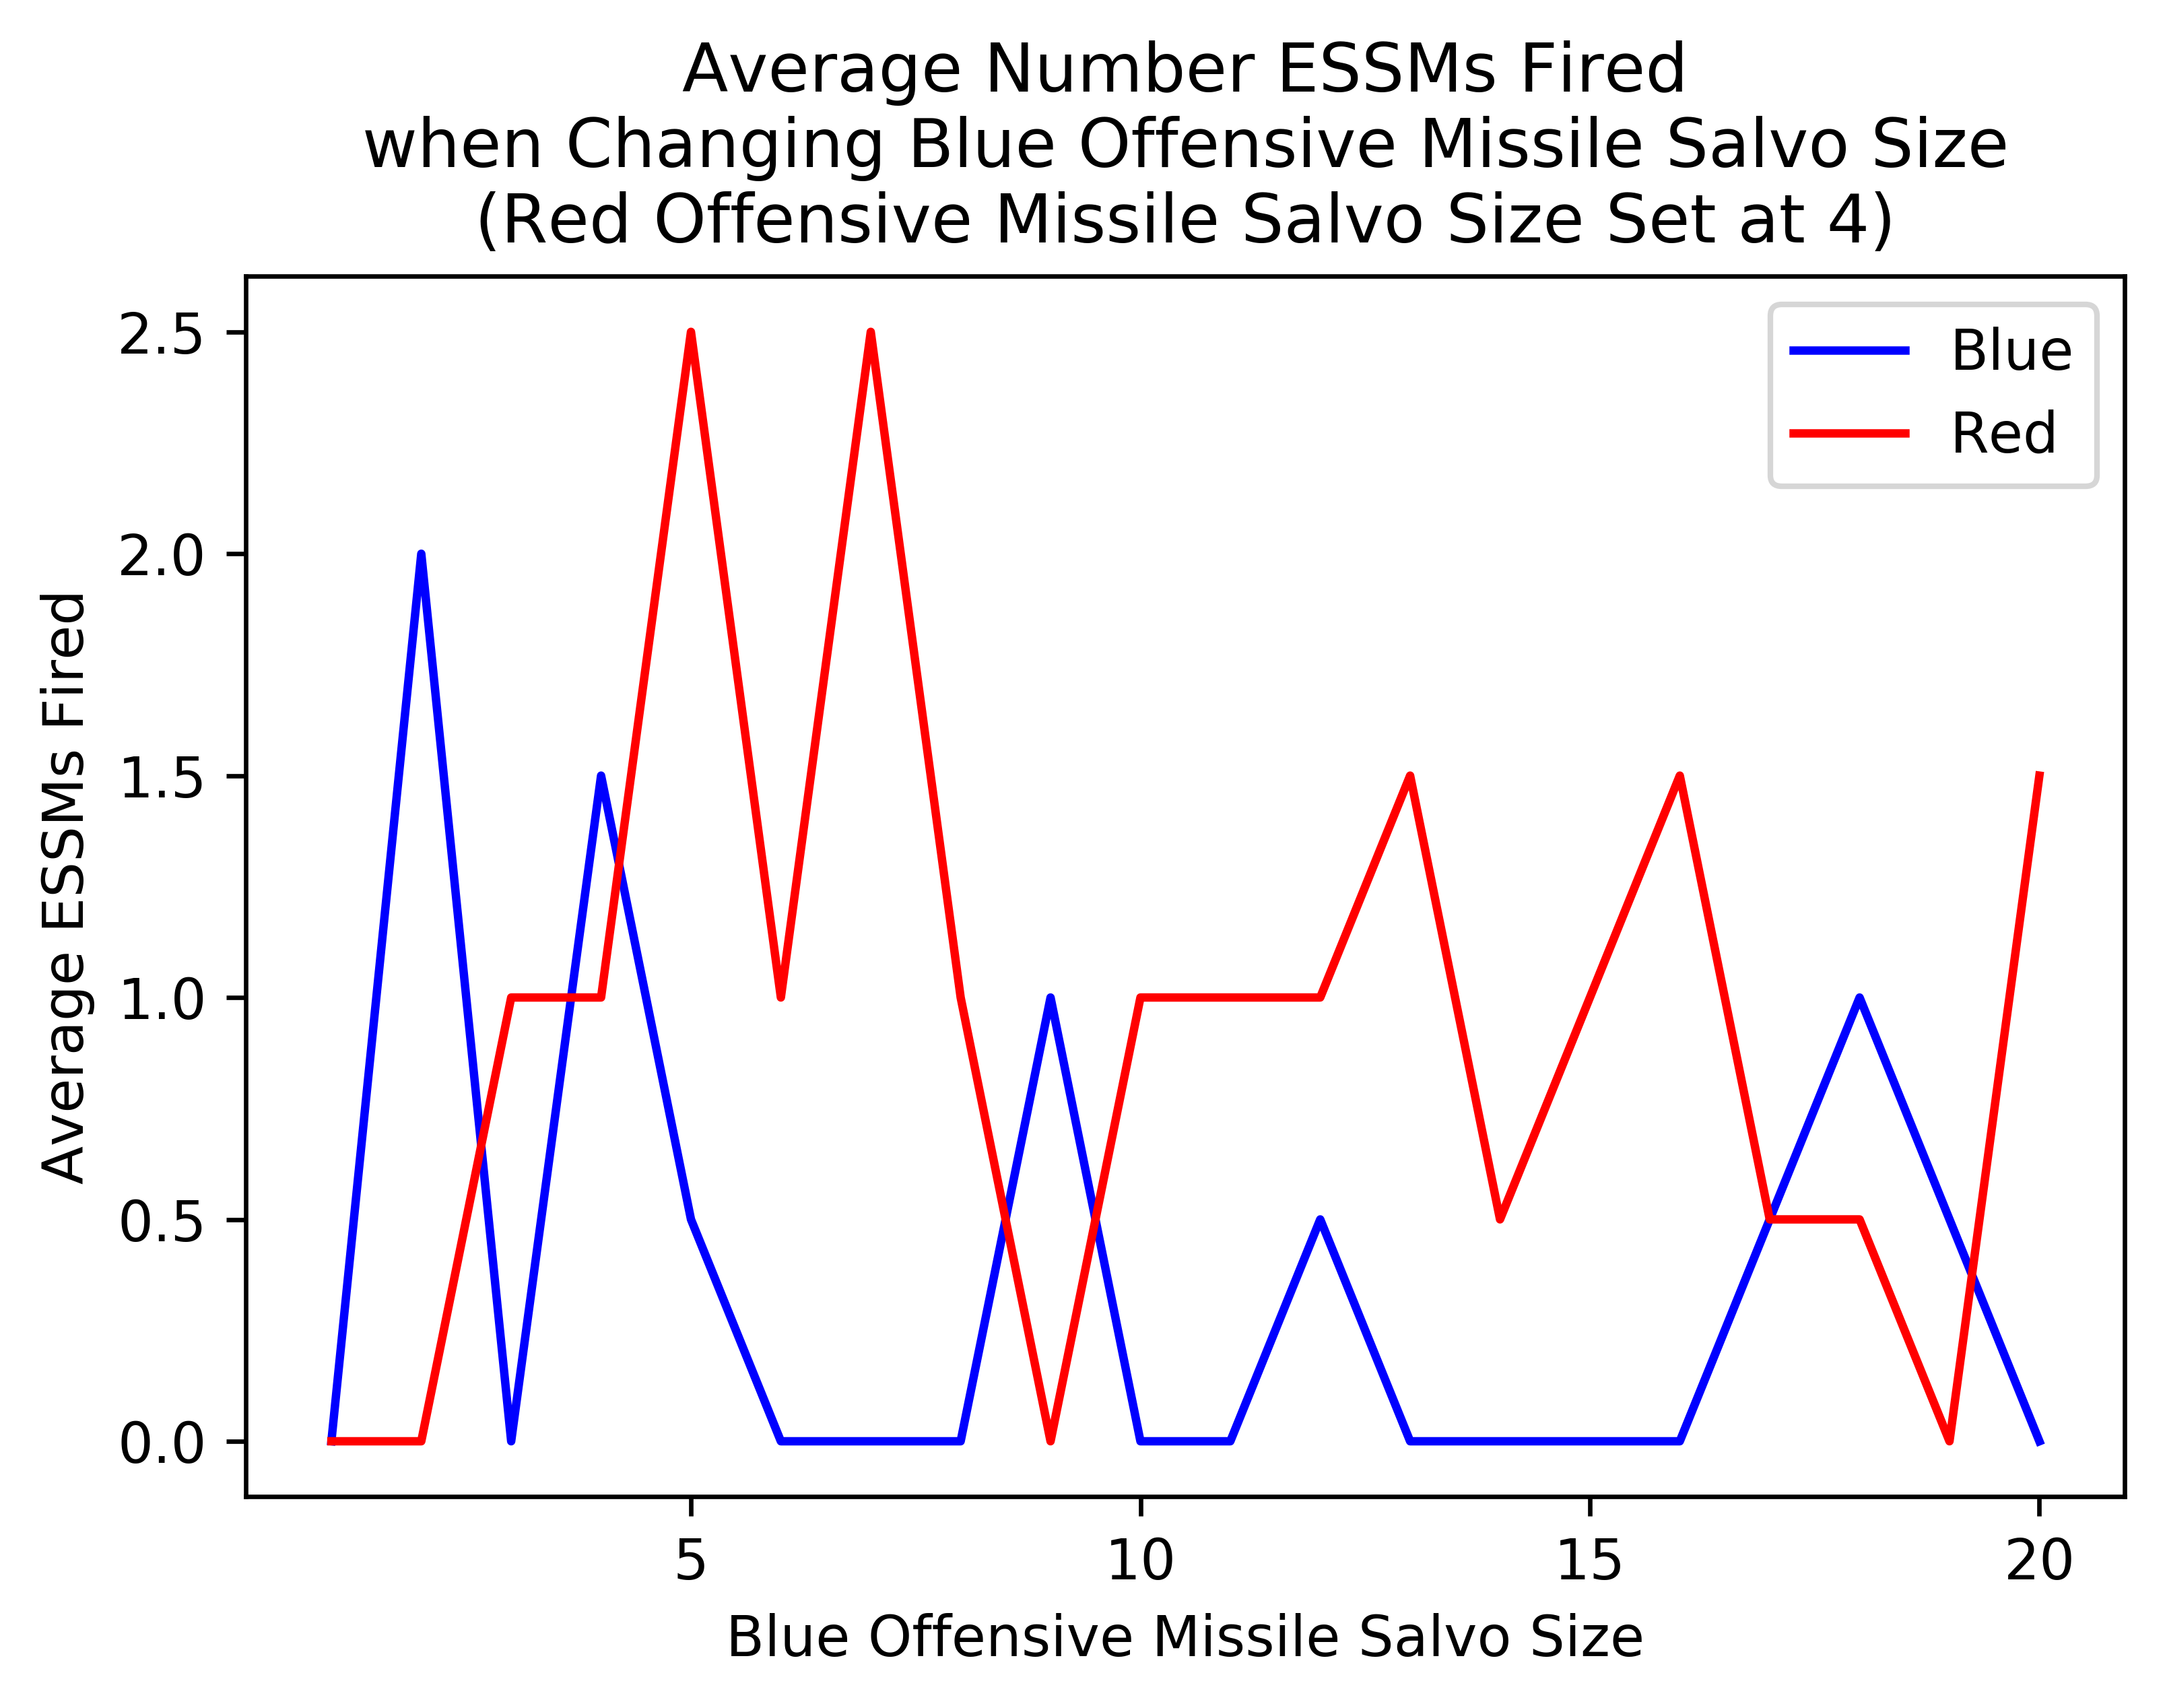 Average Number ESSMs Fired
when Changing Blue Offensive Missile Salvo Size
(Red Offensive Missile Salvo Size Set at 4)
Blue
Red
Average ESSMs Fired
2.5
2.0
1.5
1.0
0.5
0.0
5
10
15
20
Blue Offensive Missile Salvo Size